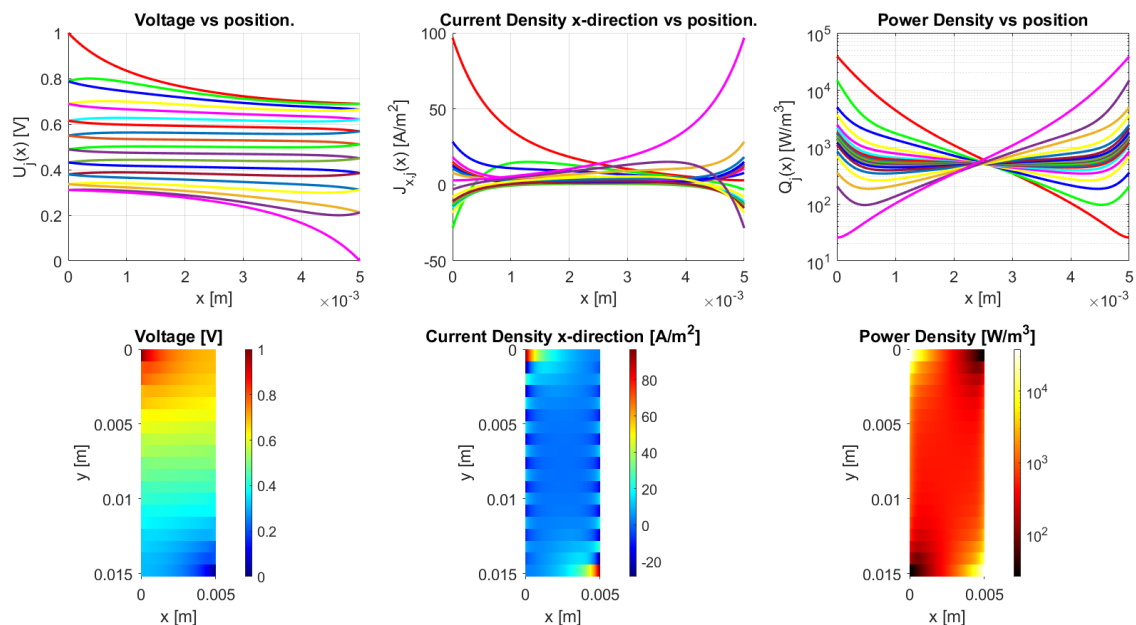 Voltage vs position.
U_j(x) [V]
1
0.8
0.6
0.4
0.2
0
0 1 2 3 4 5
×10^-3
x [m]
Current Density x-direction vs position.
J_x,j(x) [A/m^2]
100
50
0
-50
0 1 2 3 4 5
×10^-3
x [m]
Power Density vs position
Q_j(x) [W/m^3]
10^5
10^4
10^3
10^2
10^1
0 1 2 3 4 5
×10^-3
x [m]
Voltage [V]
y [m]
0
0.005
0.01
0.015
0 0.005
x [m]
1
0.8
0.6
0.4
0.2
0
Current Density x-direction [A/m^2]
y [m]
0
0.005
0.01
0.015
0 0.005
x [m]
80
60
40
20
0
-20
Power Density [W/m^3]
y [m]
0
0.005
0.01
0.015
0 0.005
x [m]
10^4
10^3
10^2